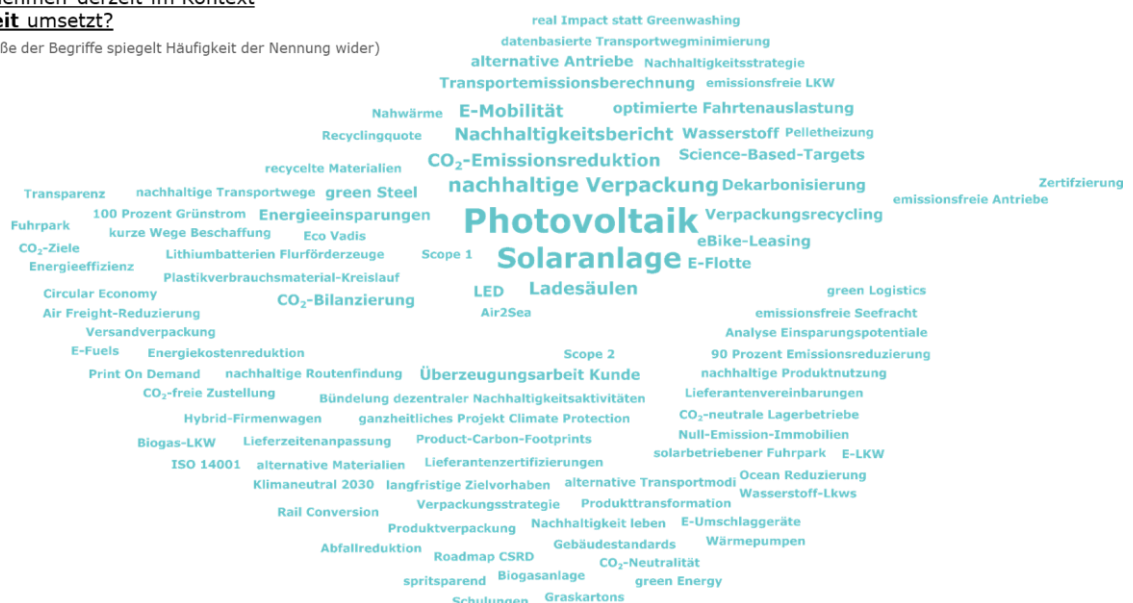 nehmen derzeit im Kontext
eit umsetzt?
ße der Begriffe spiegelt Häufigkeit der Nennung wider)
real Impact statt Greenwashing
datenbasierte Transportwegminimierung
alternative Antriebe Nachhaltigkeitsstrategie
Transportemissionsberechnung emissionsfreie LKW
Nahwärme E-Mobilität optimierte Fahrtenauslastung
Recyclingquote Nachhaltigkeitsbericht Wasserstoff Pelletheizung
recycelte Materialien CO₂-Emissionsreduktion Science-Based-Targets
Transparenz nachhaltige Transportwege green Steel nachhaltige Verpackung Dekarbonisierung Zertifzierung
emissionsfreie Antriebe
Fuhrpark 100 Prozent Grünstrom Energieeinsparungen Photovoltaik Verpackungsrecycling
kurze Wege Beschaffung Eco Vadis eBike-Leasing
CO₂-Ziele Lithiumbatterien Flurförderzeuge Scope 1 Solaranlage E-Flotte
Energieeffizienz Plastikverbrauchsmaterial-Kreislauf
Circular Economy CO₂-Bilanzierung LED Ladesäulen green Logistics
Air Freight-Reduzierung Air2Sea emissionsfreie Seefracht
Versandverpackung Analyse Einsparungspotentiale
E-Fuels Energiekostenreduktion Scope 2 90 Prozent Emissionsreduzierung
Print On Demand nachhaltige Routenfindung Überzeugungsarbeit Kunde nachhaltige Produktnutzung
CO₂-freie Zustellung Bündelung dezentraler Nachhaltigkeitsaktivitäten Lieferantenvereinbarungen
Hybrid-Firmenwagen ganzheitliches Projekt Climate Protection CO₂-neutrale Lagerbetriebe
Biogas-LKW Lieferzeitenanpassung Product-Carbon-Footprints Null-Emission-Immobilien
solarbetriebener Fuhrpark E-LKW
ISO 14001 alternative Materialien Lieferantenzertifizierungen
Klimaneutral 2030 langfristige Zielvorhaben alternative Transportmodi Ocean Reduzierung
Wasserstoff-Lkws
Verpackungsstrategie Produkttransformation
Rail Conversion Produktverpackung Nachhaltigkeit leben E-Umschlaggeräte
Abfallreduktion Roadmap CSRD Gebäudestandards Wärmepumpen
CO₂-Neutralität
spritsparend Biogasanlage green Energy
Schulungen Graskartons